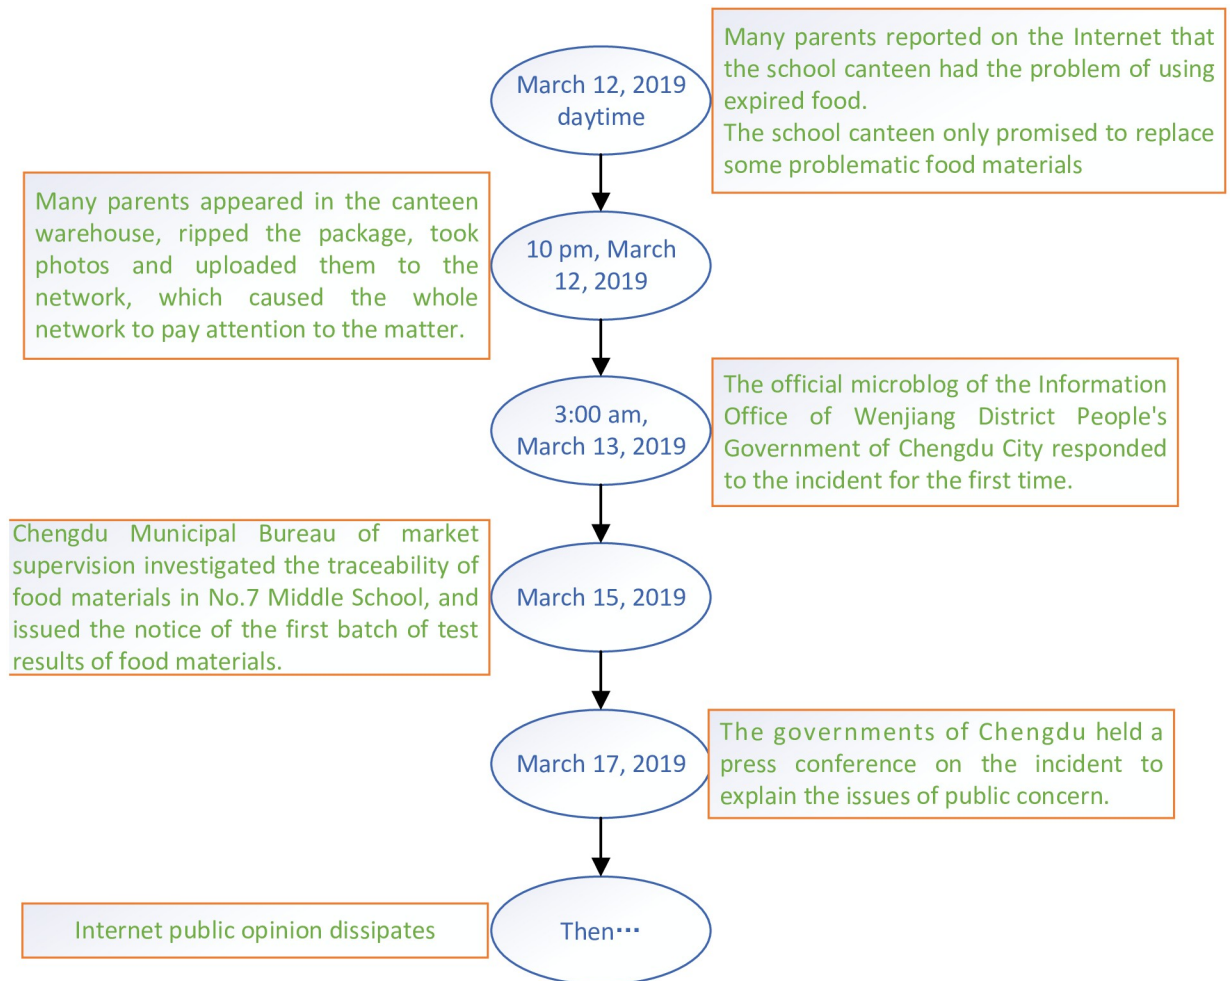 March 12, 2019
daytime
Many parents reported on the Internet that
the school canteen had the problem of using
expired food.
The school canteen only promised to replace
some problematic food materials
Many parents appeared in the canteen
warehouse, ripped the package, took
photos and uploaded them to the
network, which caused the whole
network to pay attention to the matter.
10 pm, March
12, 2019
3:00 am,
March 13, 2019
The official microblog of the Information
Office of Wenjiang District People's
Government of Chengdu City responded
to the incident for the first time.
Chengdu Municipal Bureau of market
supervision investigated the traceability of
food materials in No.7 Middle School, and
issued the notice of the first batch of test
results of food materials.
March 15, 2019
March 17, 2019
The governments of Chengdu held a
press conference on the incident to
explain the issues of public concern.
Internet public opinion dissipates
Then···